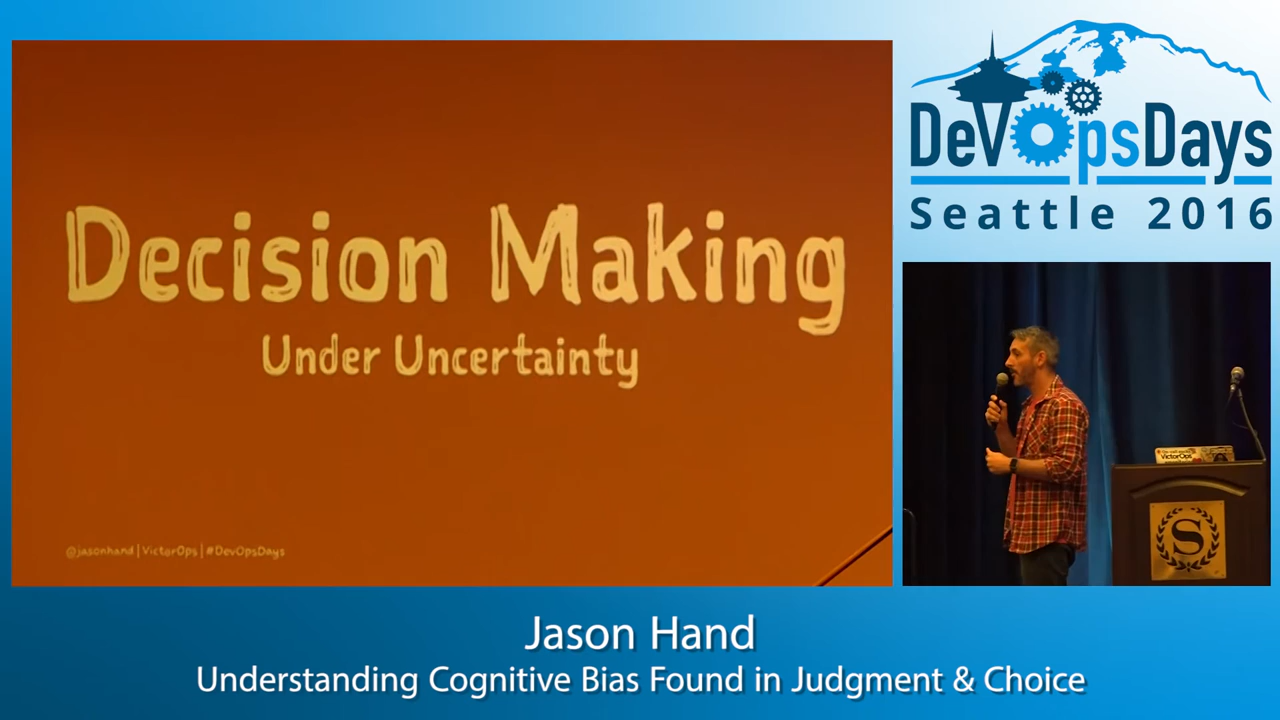 Decision Making
Under Uncertainty
@jasonhand | VictorOps | #DevOpsDays
DevOpsDays
Seattle 2016
VictorOps
S
Jason Hand
Understanding Cognitive Bias Found in Judgment & Choice